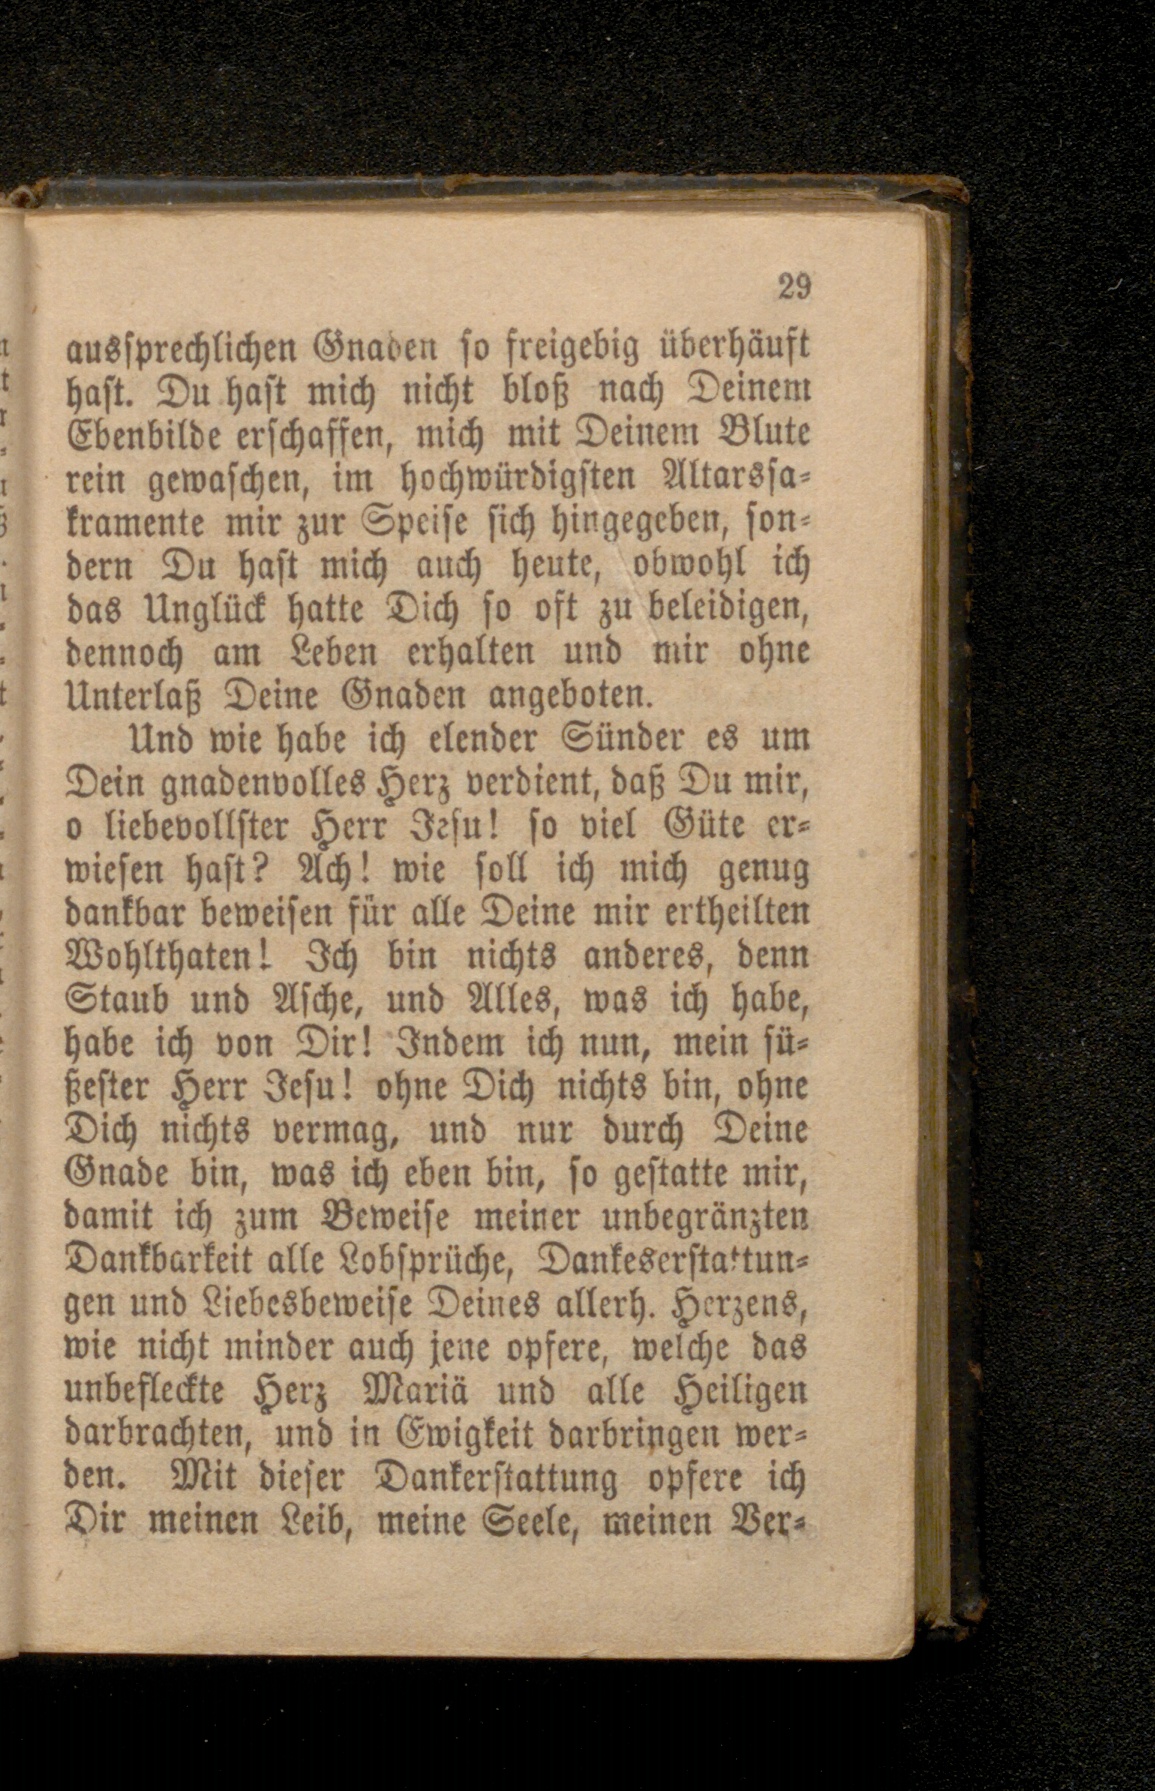 29
aussprechlichen Gnaden so freigebig überhäuft
hast. Du hast mich nicht bloß nach Deinem
Ebenbilde erschaffen, mich mit Deinem Blute
rein gewaschen, im hochwürdigsten Altarssa-
kramente mir zur Speise sich hingegeben, son-
dern Du hast mich auch heute, obwohl ich
das Unglück hatte Dich so oft zu beleidigen,
dennoch am Leben erhalten und mir ohne
Unterlaß Deine Gnaden angeboten.
Und wie habe ich elender Sünder es um
Dein gnadenvolles Herz verdient, daß Du mir,
o liebevollster Herr Jesu! so viel Güte er-
wiesen hast? Ach! wie soll ich mich genug
dankbar beweisen für alle Deine mir ertheilten
Wohlthaten! Ich bin nichts anderes, denn
Staub und Asche, und Alles, was ich habe,
habe ich von Dir! Indem ich nun, mein sü-
ßester Herr Jesu! ohne Dich nichts bin, ohne
Dich nichts vermag, und nur durch Deine
Gnade bin, was ich eben bin, so gestatte mir,
damit ich zum Beweise meiner unbegränzten
Dankbarkeit alle Lobsprüche, Dankeserstattun-
gen und Liebesbeweise Deines allerh. Herzens,
wie nicht minder auch jene opfere, welche das
unbefleckte Herz Mariä und alle Heiligen
darbrachten, und in Ewigkeit darbringen wer-
den. Mit dieser Dankerstattung opfere ich
Dir meinen Leib, meine Seele, meinen Ver-